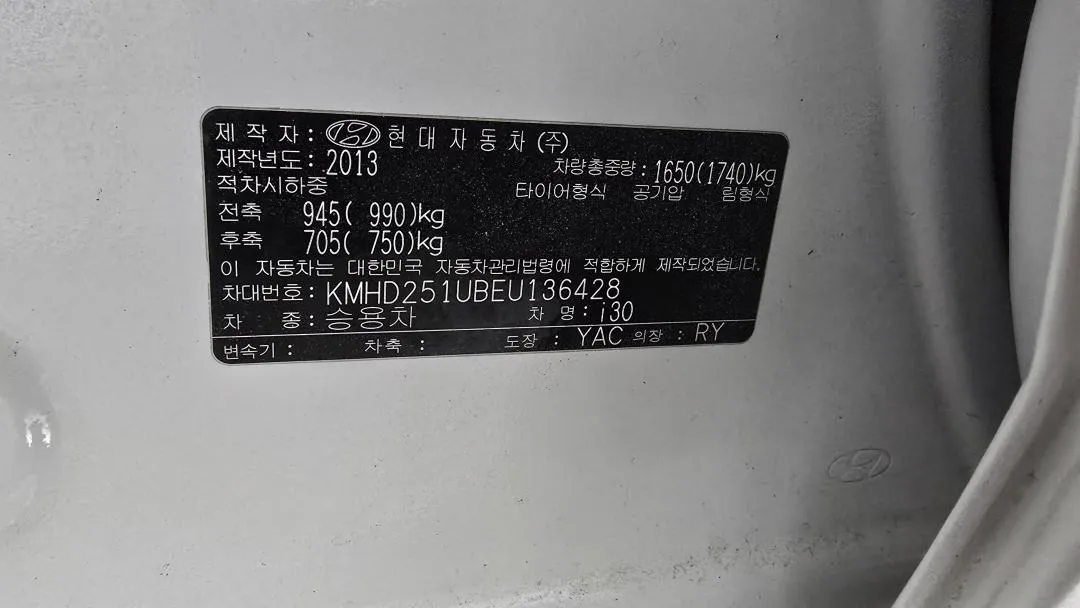 제 작 자 : 현대자동차(주)
제작년도 : 2013 차량총중량 : 1650(1740)kg
적차시하중 타이어형식 공기압 림형식
전축 945( 990)kg
후축 705( 750)kg
이 자동차는 대한민국 자동차관리법령에 적합하게 제작되었습니다.
차대번호 : KMHD251UBEU136428
차 종 : 승용차 차 명 : i30
변속기 : 차축 : 도장 : YAC 의장 : RY